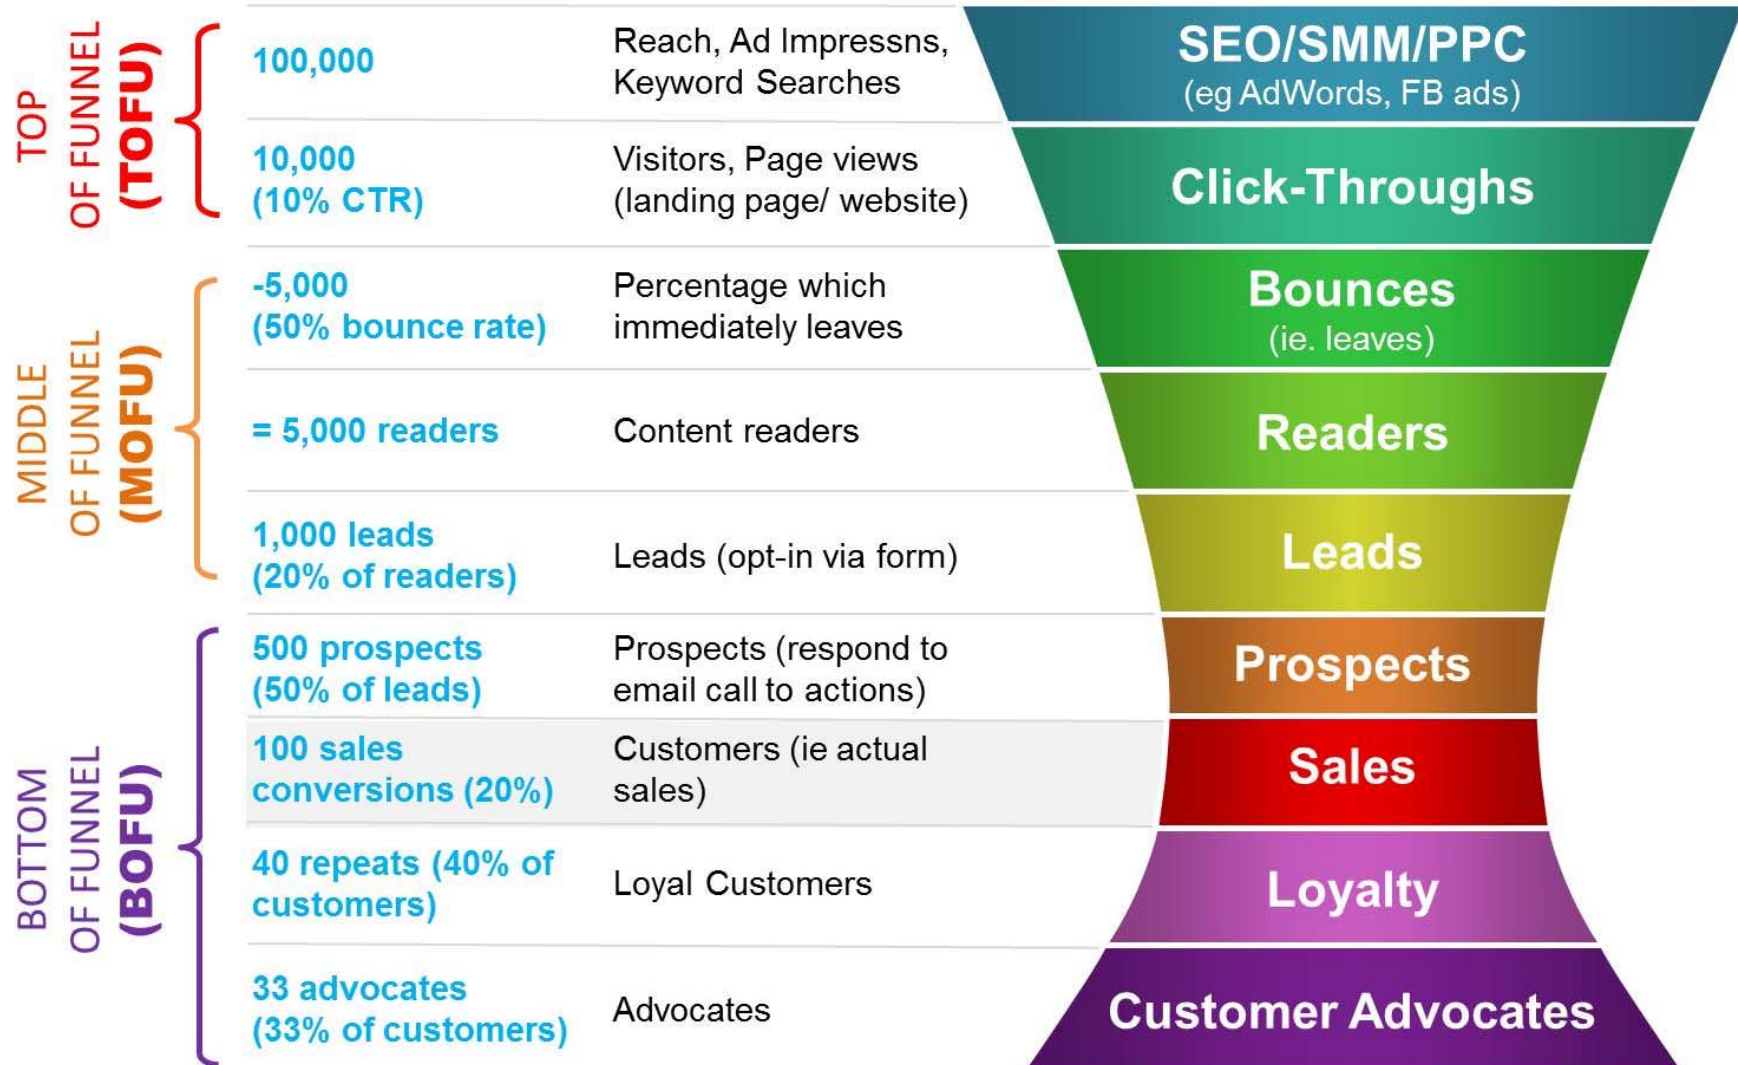 TOP
OF FUNNEL
(TOFU)
100,000
Reach, Ad Impressns,
Keyword Searches
SEO/SMM/PPC
(eg AdWords, FB ads)
10,000
(10% CTR)
Visitors, Page views
(landing page/ website)
Click-Throughs
MIDDLE
OF FUNNEL
(MOFU)
-5,000
(50% bounce rate)
Percentage which
immediately leaves
Bounces
(ie. leaves)
= 5,000 readers
Content readers
Readers
1,000 leads
(20% of readers)
Leads (opt-in via form)
Leads
BOTTOM
OF FUNNEL
(BOFU)
500 prospects
(50% of leads)
Prospects (respond to
email call to actions)
Prospects
100 sales
conversions (20%)
Customers (ie actual
sales)
Sales
40 repeats (40% of
customers)
Loyal Customers
Loyalty
33 advocates
(33% of customers)
Advocates
Customer Advocates